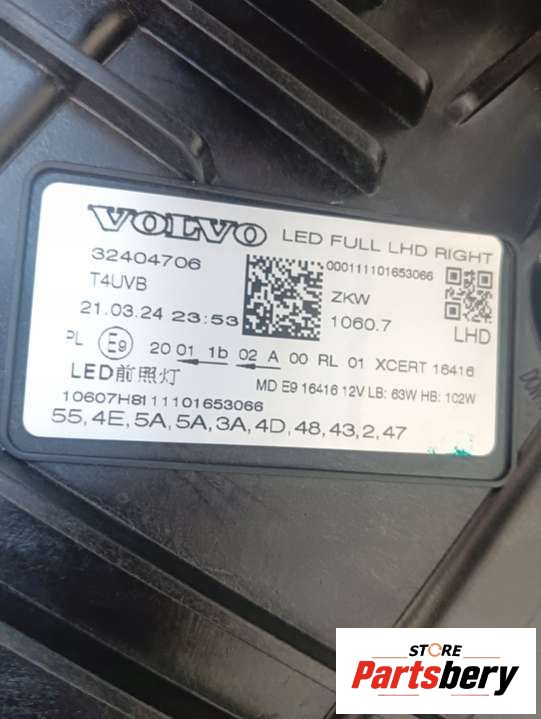 VOLVO LED FULL LHD RIGHT
32404706 000111101653066
T4UVB ZKW
21.03.24 23:53 1060.7 LHD
PL E9 20 01 1b 02 A 00 RL 01 XCERT 16416
LED前照灯 MD E9 16416 12V LB: 63W HB: 102W
10607H8111101653066
55,4E,5A,5A,3A,4D,48,43,2,47
STORE
Partsbery